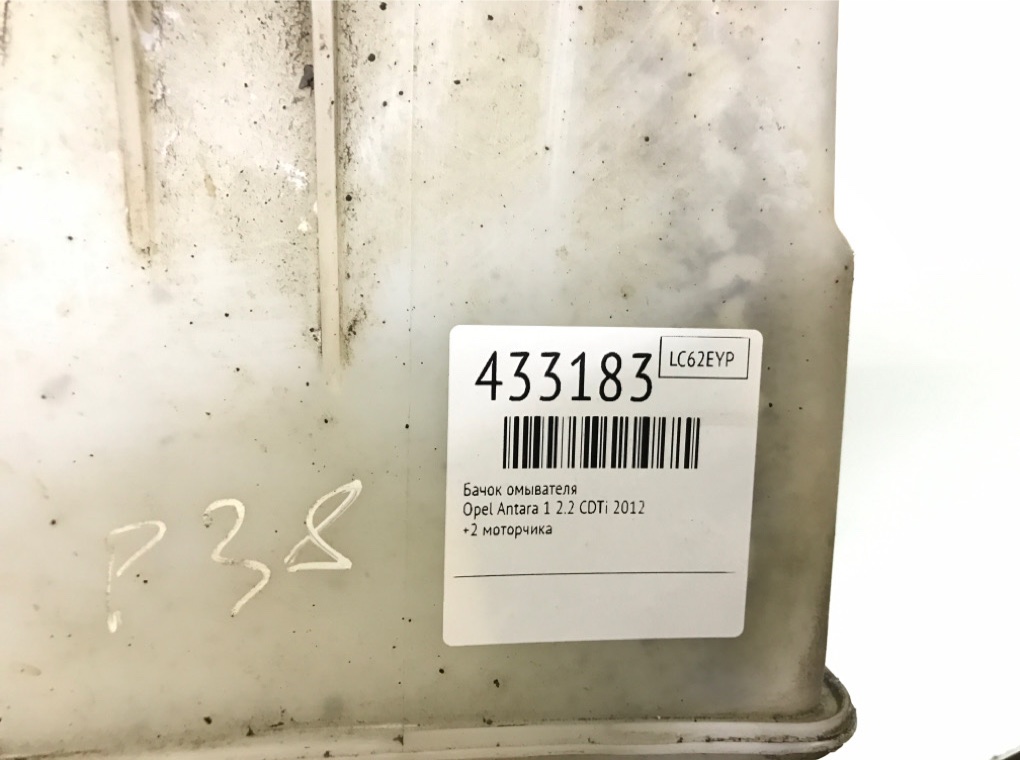 433183
LC62EYP
Бачок омывателя
Opel Antara 1 2.2 CDTi 2012
+2 моторчика
P38